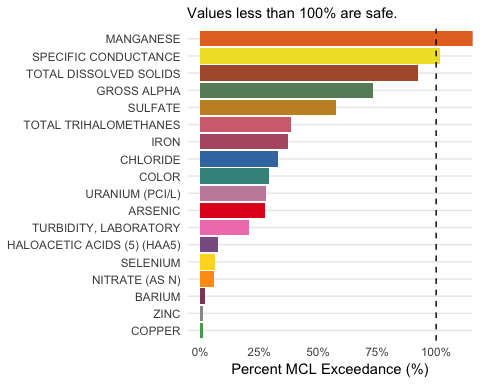 Values less than 100% are safe.
MANGANESE
SPECIFIC CONDUCTANCE
TOTAL DISSOLVED SOLIDS
GROSS ALPHA
SULFATE
TOTAL TRIHALOMETHANES
IRON
CHLORIDE
COLOR
URANIUM (PCI/L)
ARSENIC
TURBIDITY, LABORATORY
HALOACETIC ACIDS (5) (HAA5)
SELENIUM
NITRATE (AS N)
BARIUM
ZINC
COPPER
0% 25% 50% 75% 100%
Percent MCL Exceedance (%)